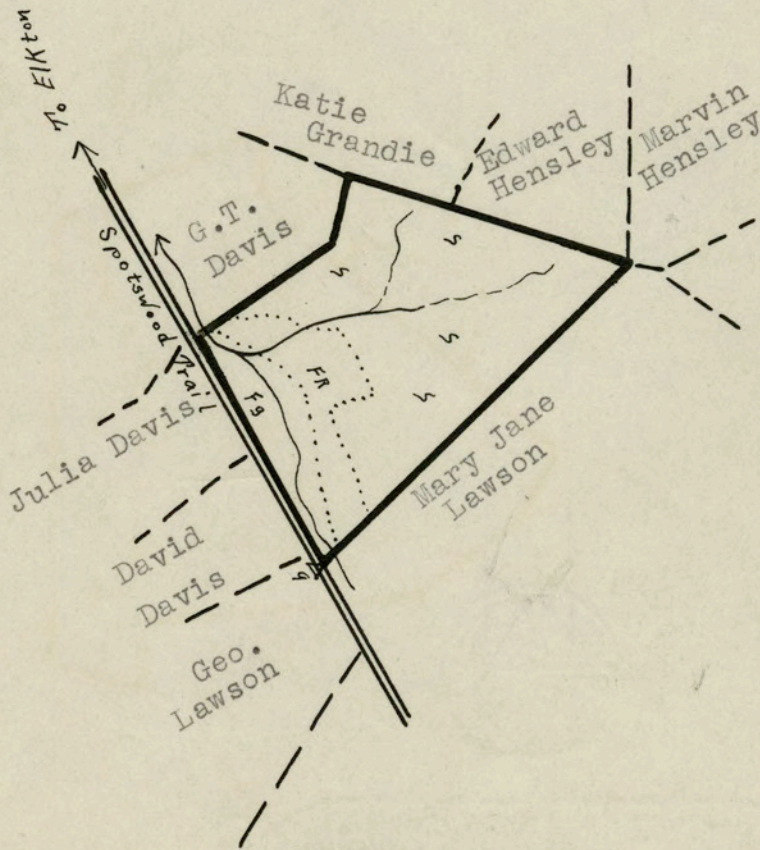 To Elkton
Katie
Grandie
Edward
Hensley
Marvin
Hensley
G.T.
Davis
Spotswood Trail
S
S
S
S
FR
Fg
Julia Davis
Mary Jane
Lawson
David
Davis
g
Geo.
Lawson